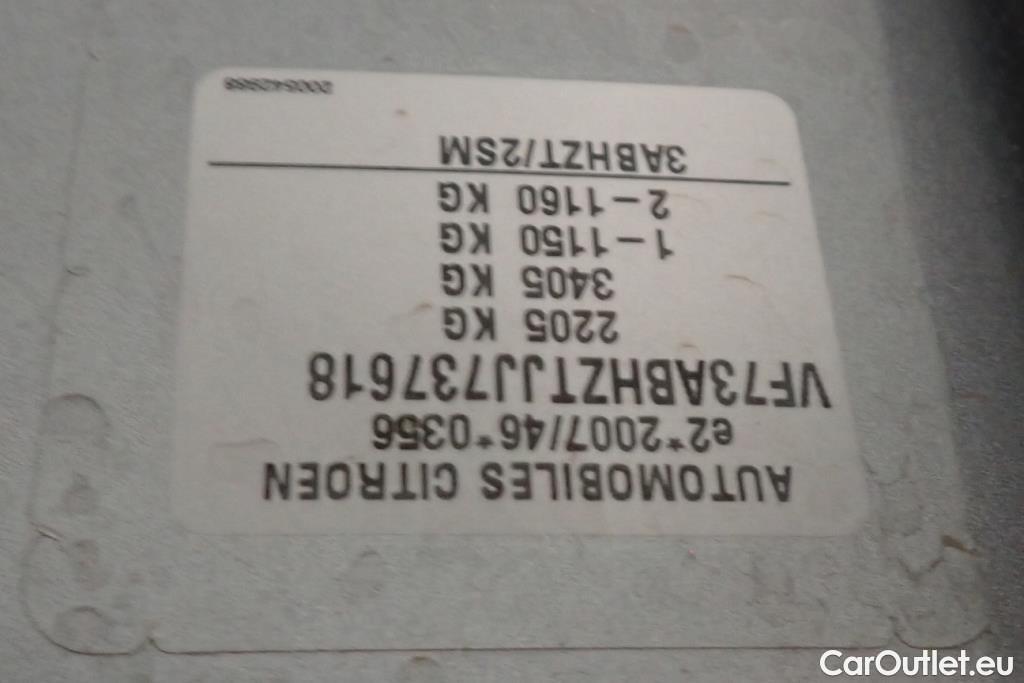 AUTOMOBILES CITROEN
e2*2007/46*0356
VF73ABHZTJJ737618
2205 KG
3405 KG
1-1150 KG
2-1160 KG
3ABHZT/2SM
CarOutlet.eu